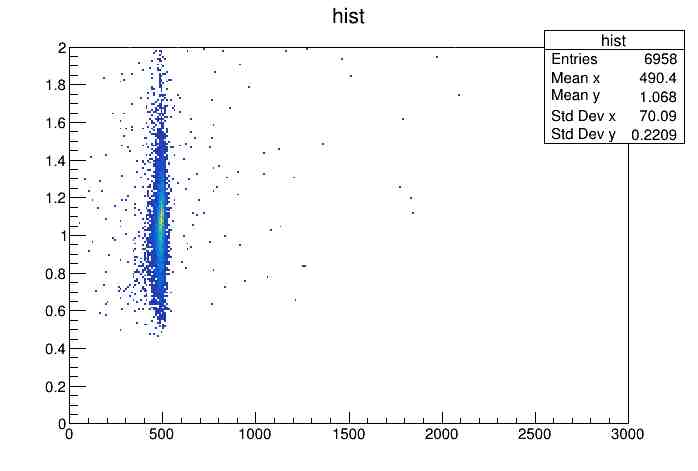 hist
hist
Entries 6958
Mean x 490.4
Mean y 1.068
Std Dev x 70.09
Std Dev y 0.2209
2
1.8
1.6
1.4
1.2
1
0.8
0.6
0.4
0.2
0
0 500 1000 1500 2000 2500 3000